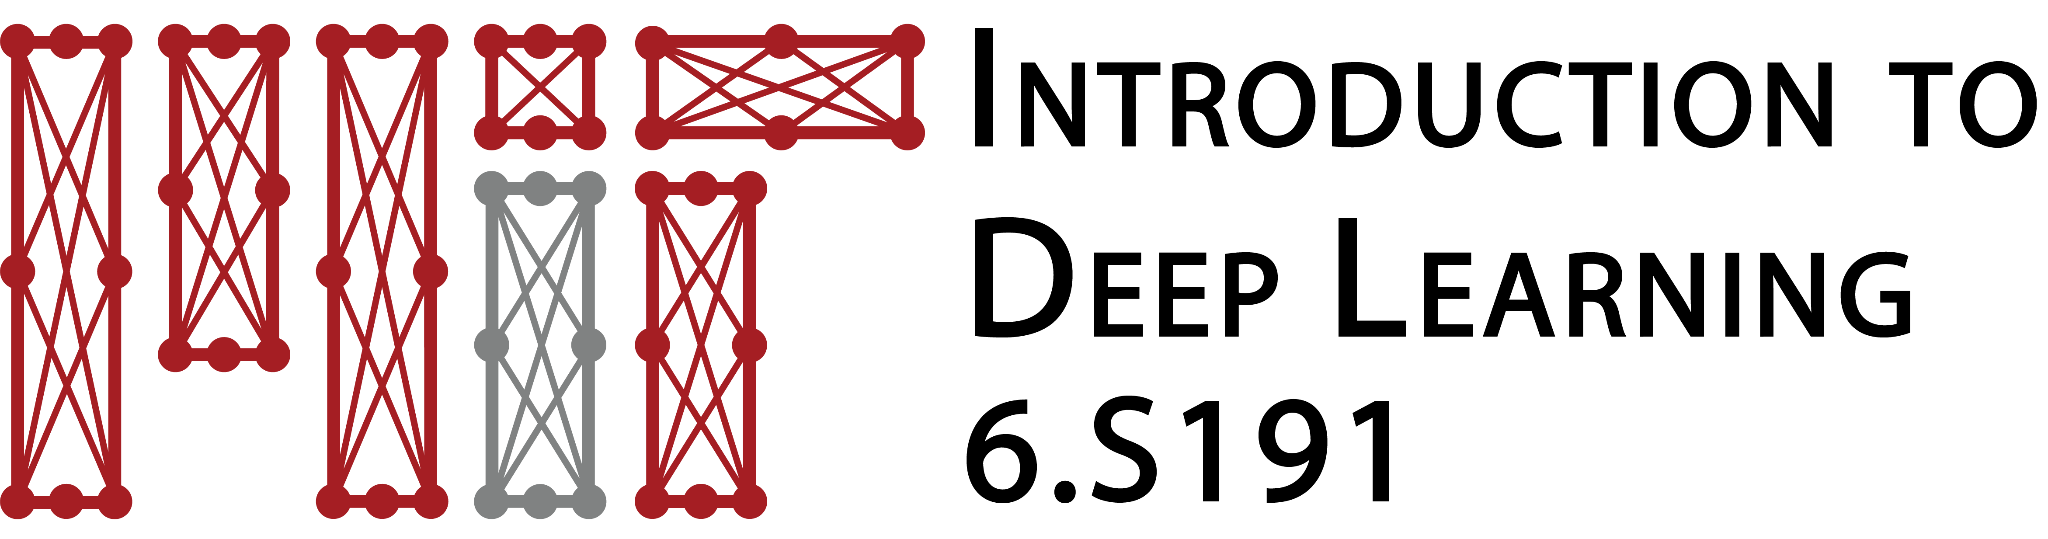 Introduction to
Deep Learning
6.S191